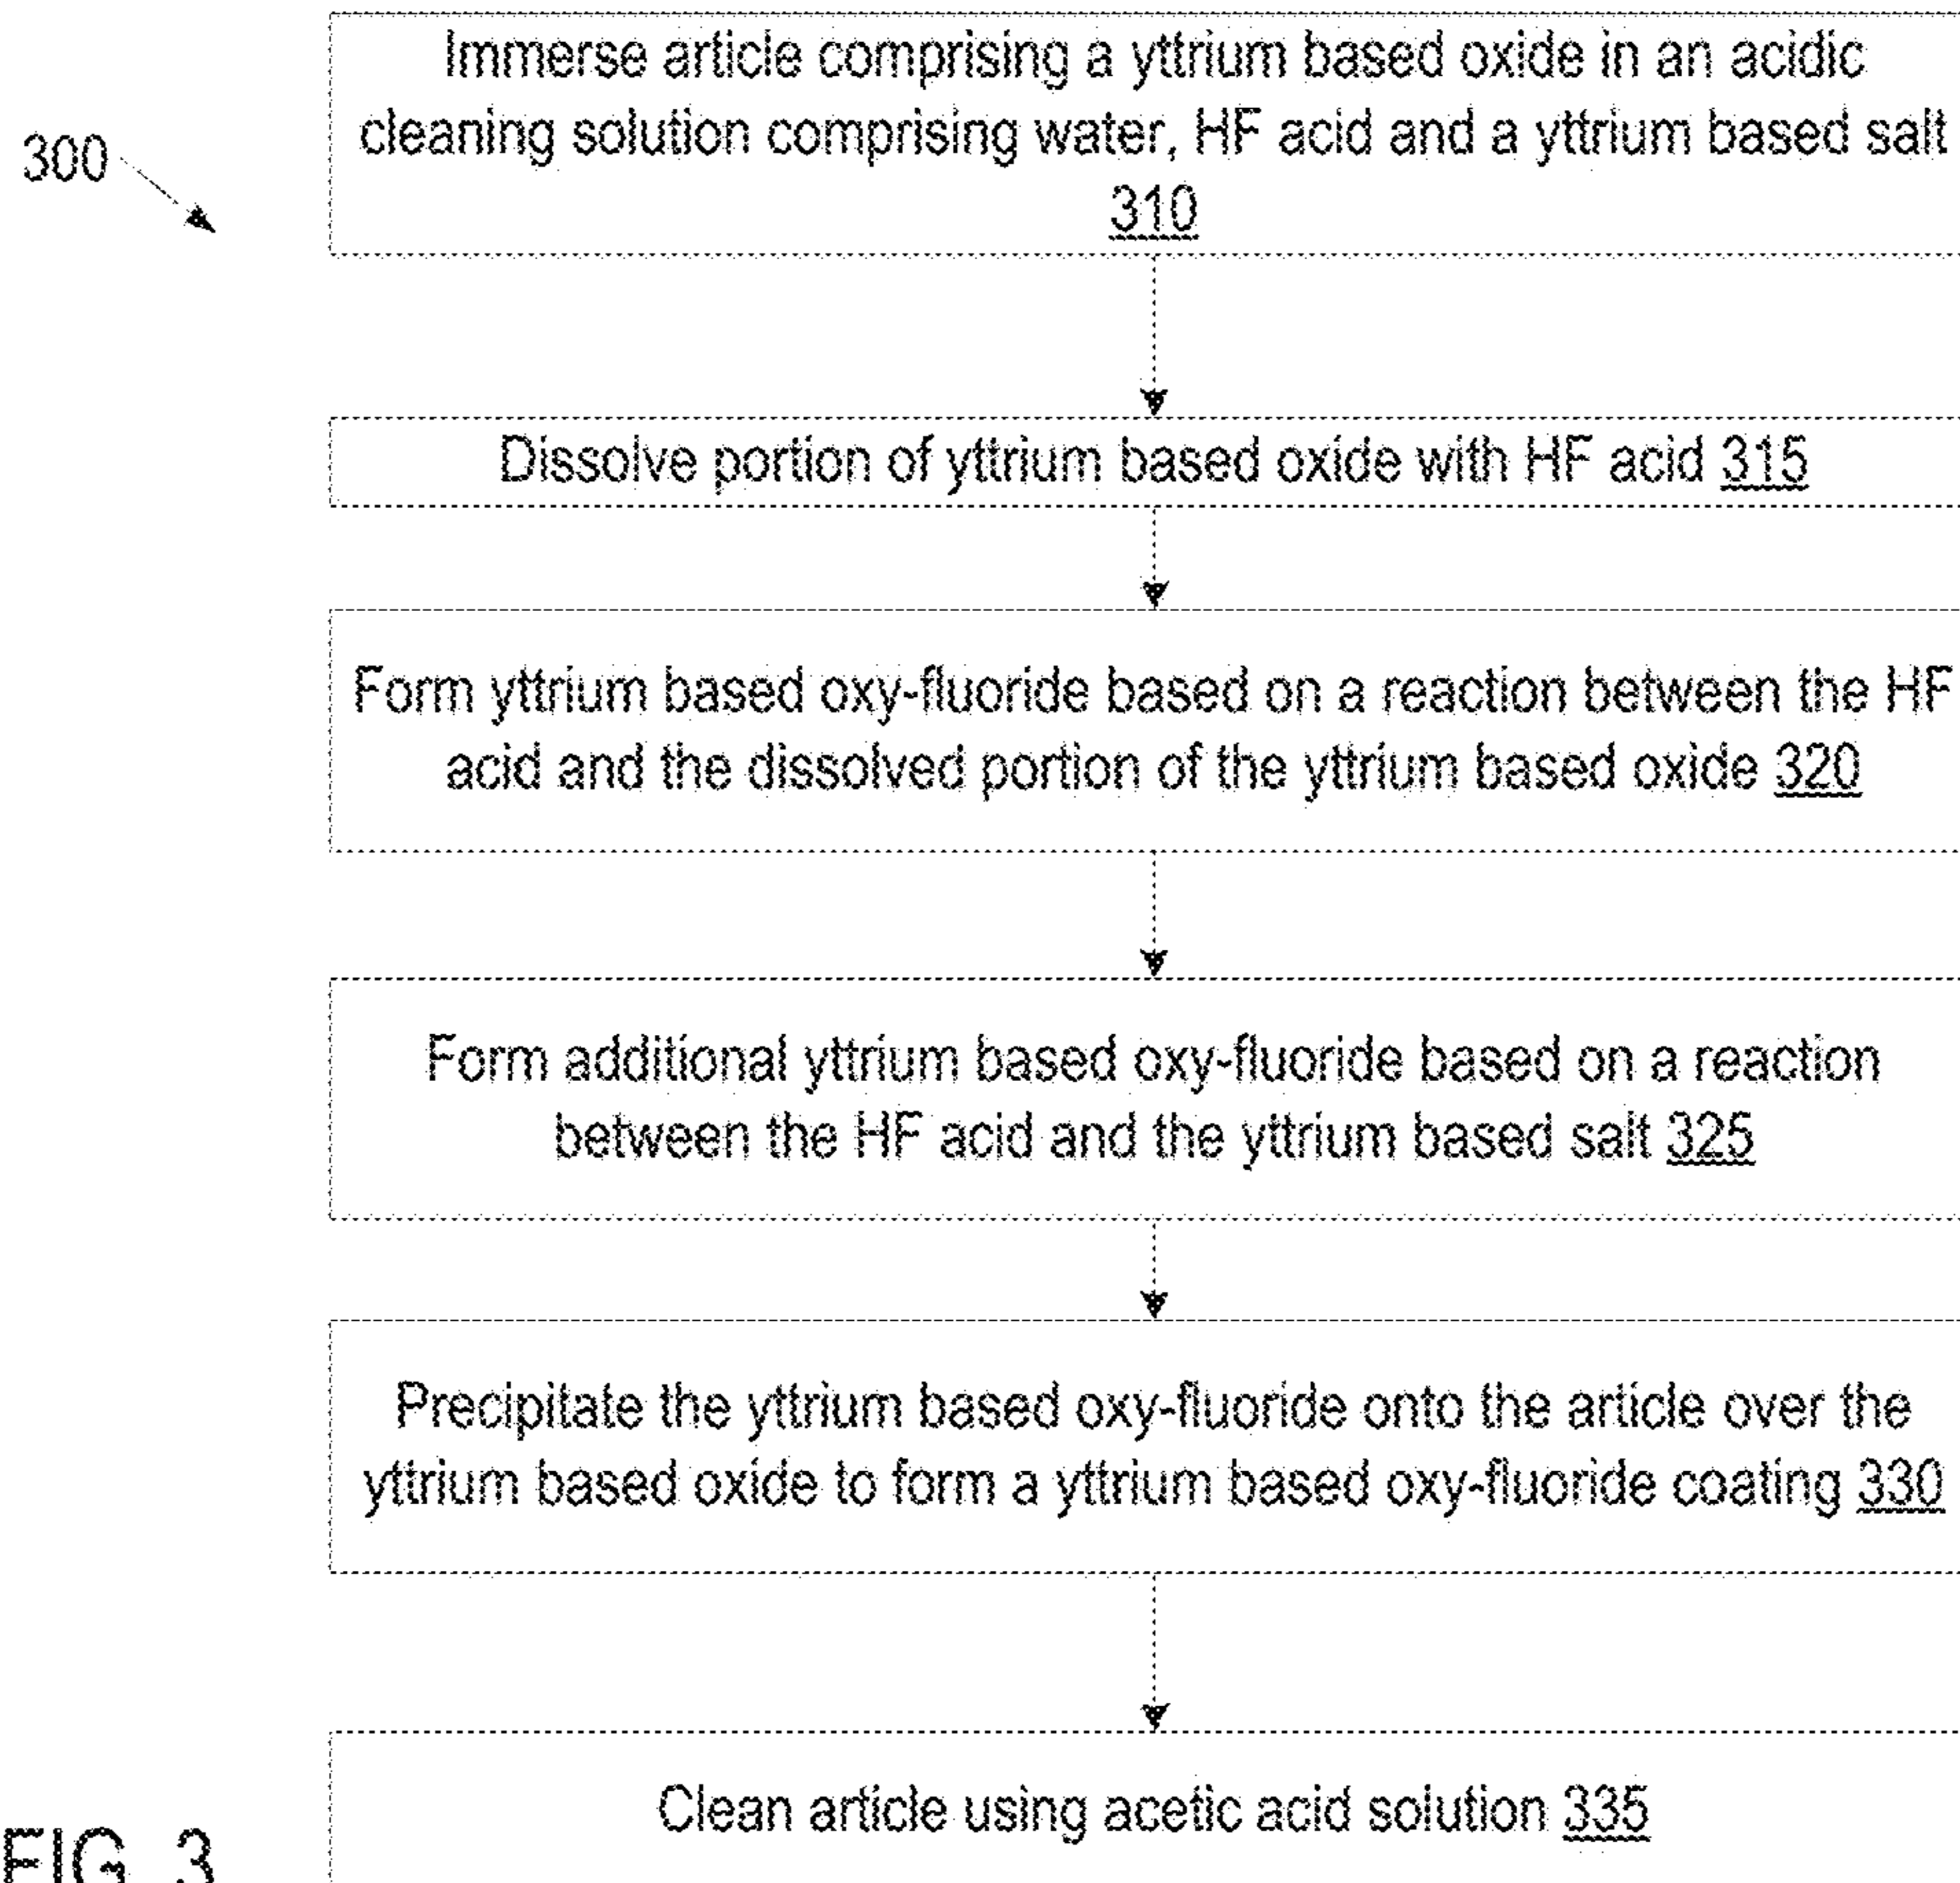 Immerse article comprising a yttrium based oxide in an acidic
cleaning solution comprising water, HF acid and a yttrium based salt
310
300
Dissolve portion of yttrium based oxide with HF acid 315
Form yttrium based oxy-fluoride based on a reaction between the HF
acid and the dissolved portion of the yttrium based oxide 320
Form additional yttrium based oxy-fluoride based on a reaction
between the HF acid and the yttrium based salt 325
Precipitate the yttrium based oxy-fluoride onto the article over the
yttrium based oxide to form a yttrium based oxy-fluoride coating 330
Clean article using acetic acid solution 335
FIG. 3